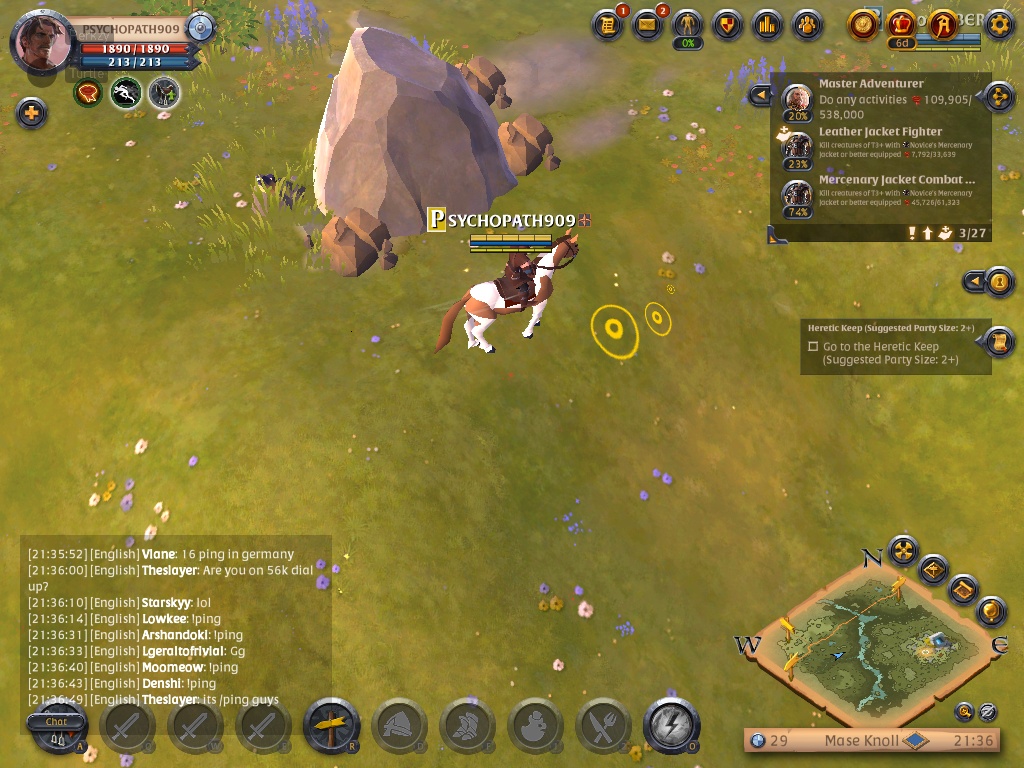 PSYCHOPATH909
1890/1890
213/213
Turtle
1
2
0%
6d
Master Adventurer
Do any activities 109,905/
538,000
20%
Leather Jacket Fighter
Kill creatures of T3+ with Novice's Mercenary
Jacket or better equipped 7,792/33,639
23%
Mercenary Jacket Combat ...
Kill creatures of T3+ with Novice's Mercenary
Jacket or better equipped 45,726/61,333
74%
3/27
PSYCHOPATH909
Heretic Keep (Suggested Party Size: 2+)
Go to the Heretic Keep
(Suggested Party Size: 2+)
[21:35:52][English]Vlane: 16 ping in germany
[21:36:00][English]Theslayer: Are you on 56k dial
up?
[21:36:10][English]Starskyy: lol
[21:36:14][English]Lowkee: !ping
[21:36:31][English]Arshandoki: !ping
[21:36:33][English]Lgeraltofrivial: Gg
[21:36:40][English]Moomeow: !ping
[21:36:43][English]Denshi: !ping
[21:36:49][English]Theslayer: its /ping guys
Chat
A
Q
W
E
R
D
F
O
N
W
E
29
Mase Knoll
21:36